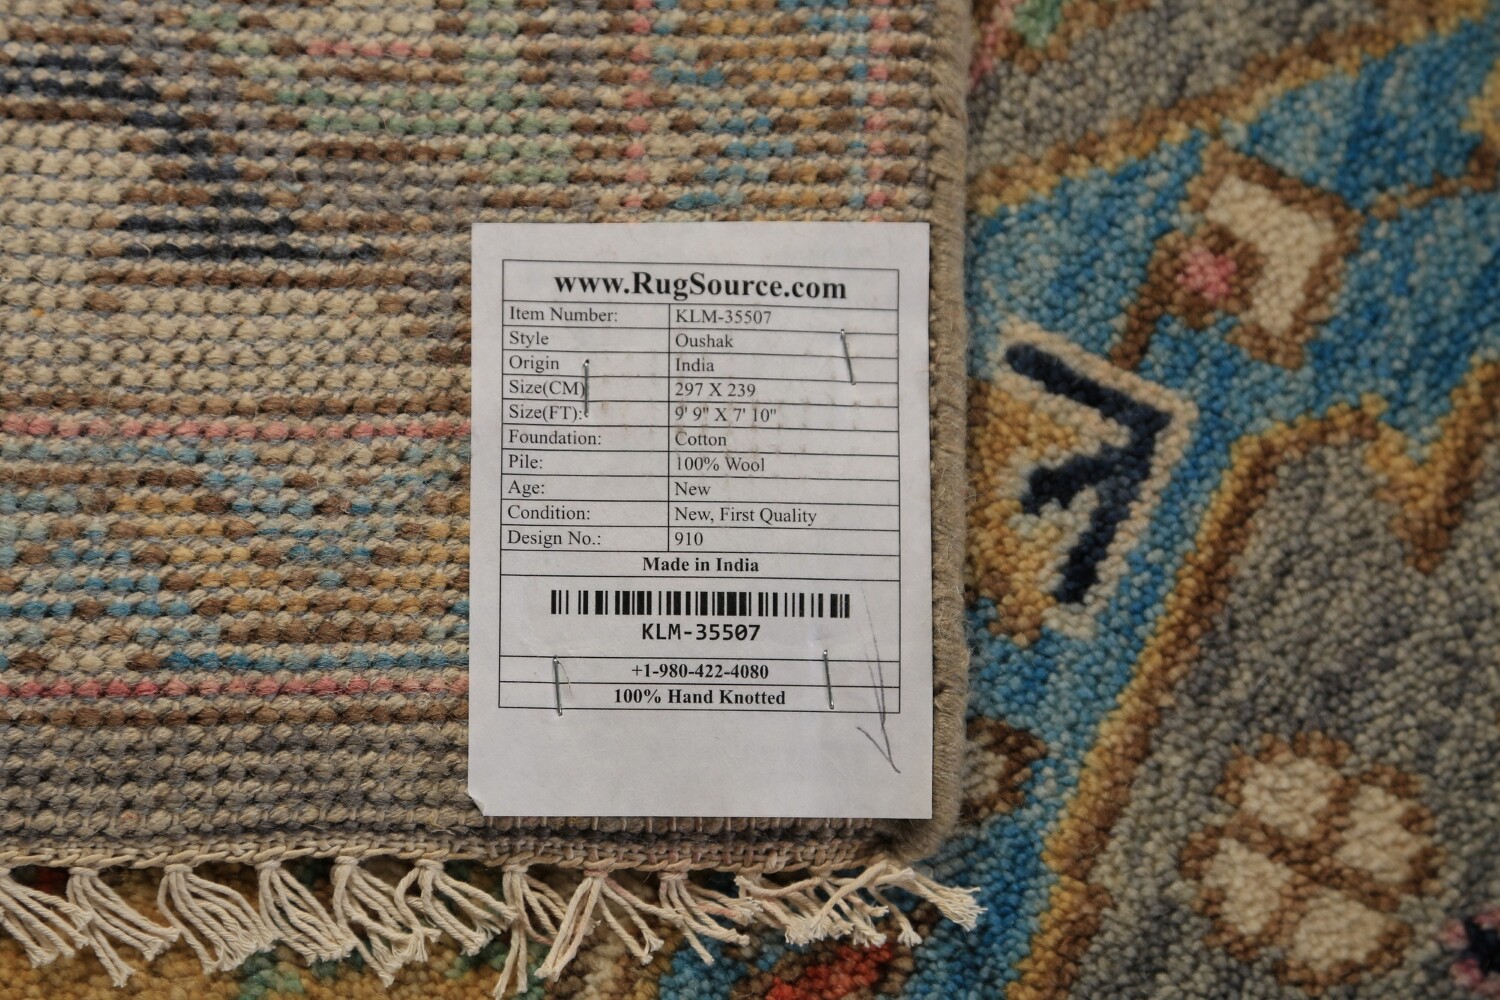 www.RugSource.com
Item Number: KLM-35507
Style Oushak
Origin India
Size(CM) 297 X 239
Size(FT): 9' 9" X 7' 10"
Foundation: Cotton
Pile: 100% Wool
Age: New
Condition: New, First Quality
Design No.: 910
Made in India
KLM-35507
+1-980-422-4080
100% Hand Knotted